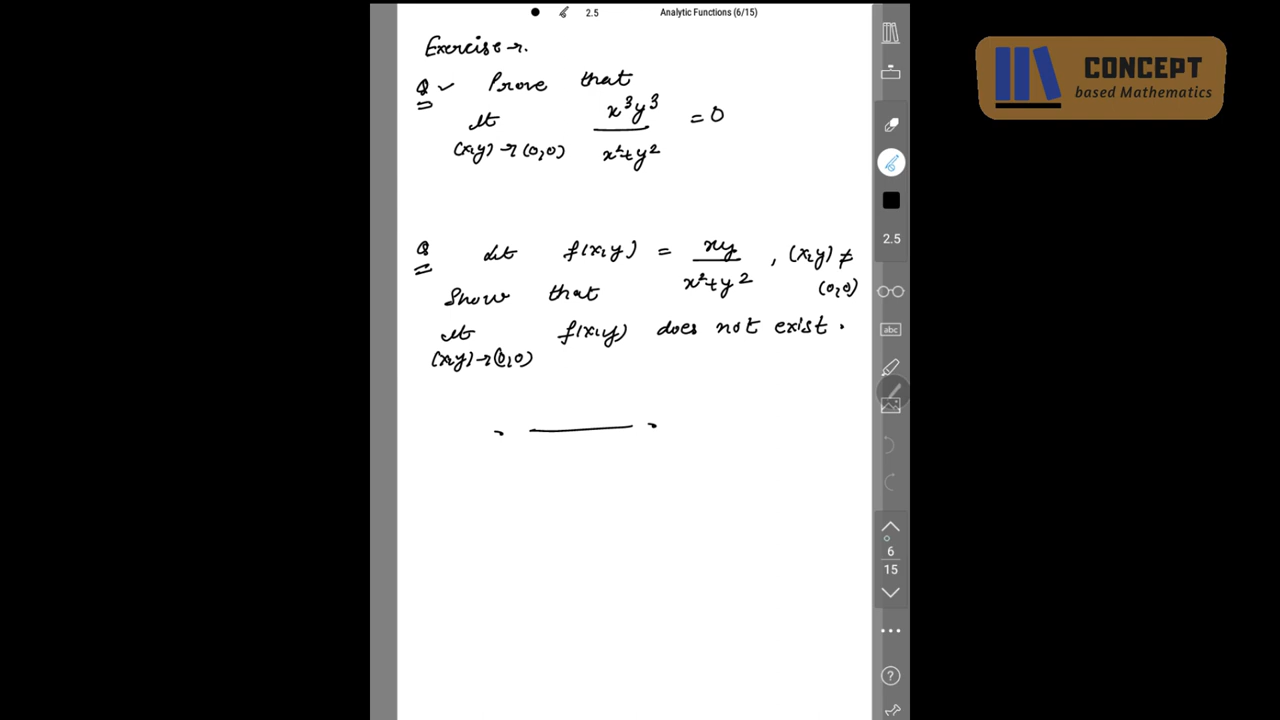 2.5 Analytic Functions (6/15)
CONCEPT
based Mathematics
Exercise →.
Q ✓ Prove that
lt x³y³ = 0
(x,y) → (0,0) x²+y²
Q Let f(x,y) = xy , (x,y) ≠
x²+y² (0,0)
Show that
lt f(x,y) does not exist.
(x,y) → (0,0)
2.5
abc
6
15
?